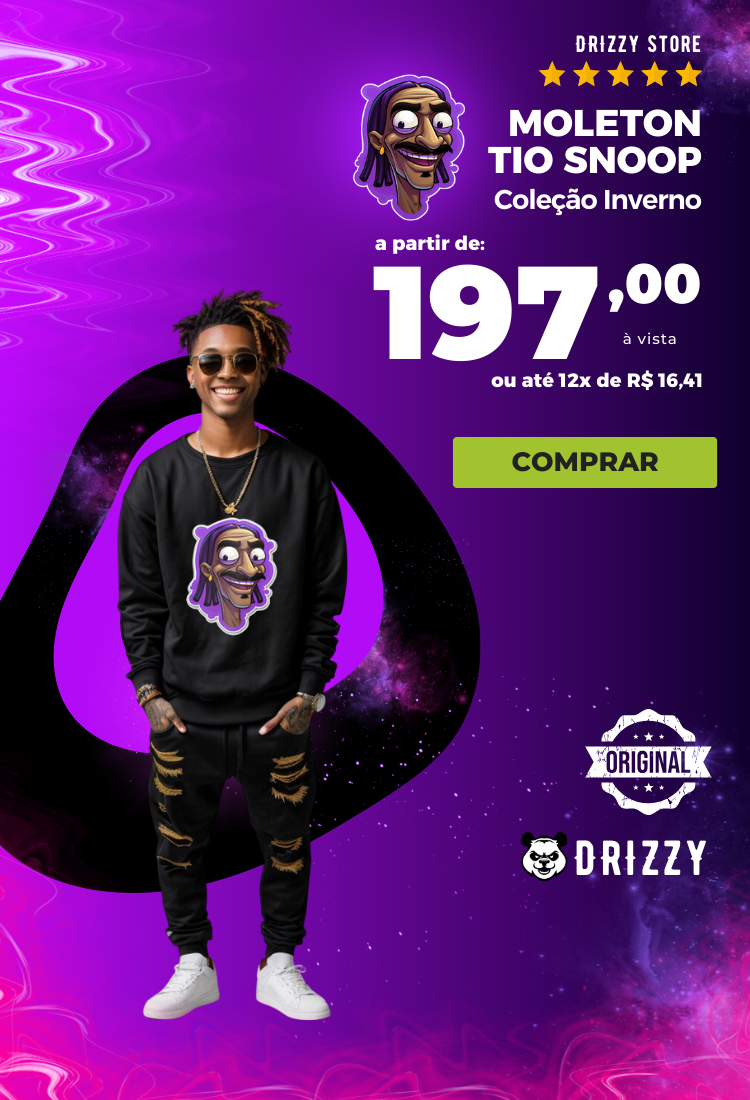 DRIZZY STORE
MOLETON
TIO SNOOP
Coleção Inverno
a partir de:
197,00
à vista
ou até 12x de R$ 16,41
COMPRAR
ORIGINAL
DRIZZY